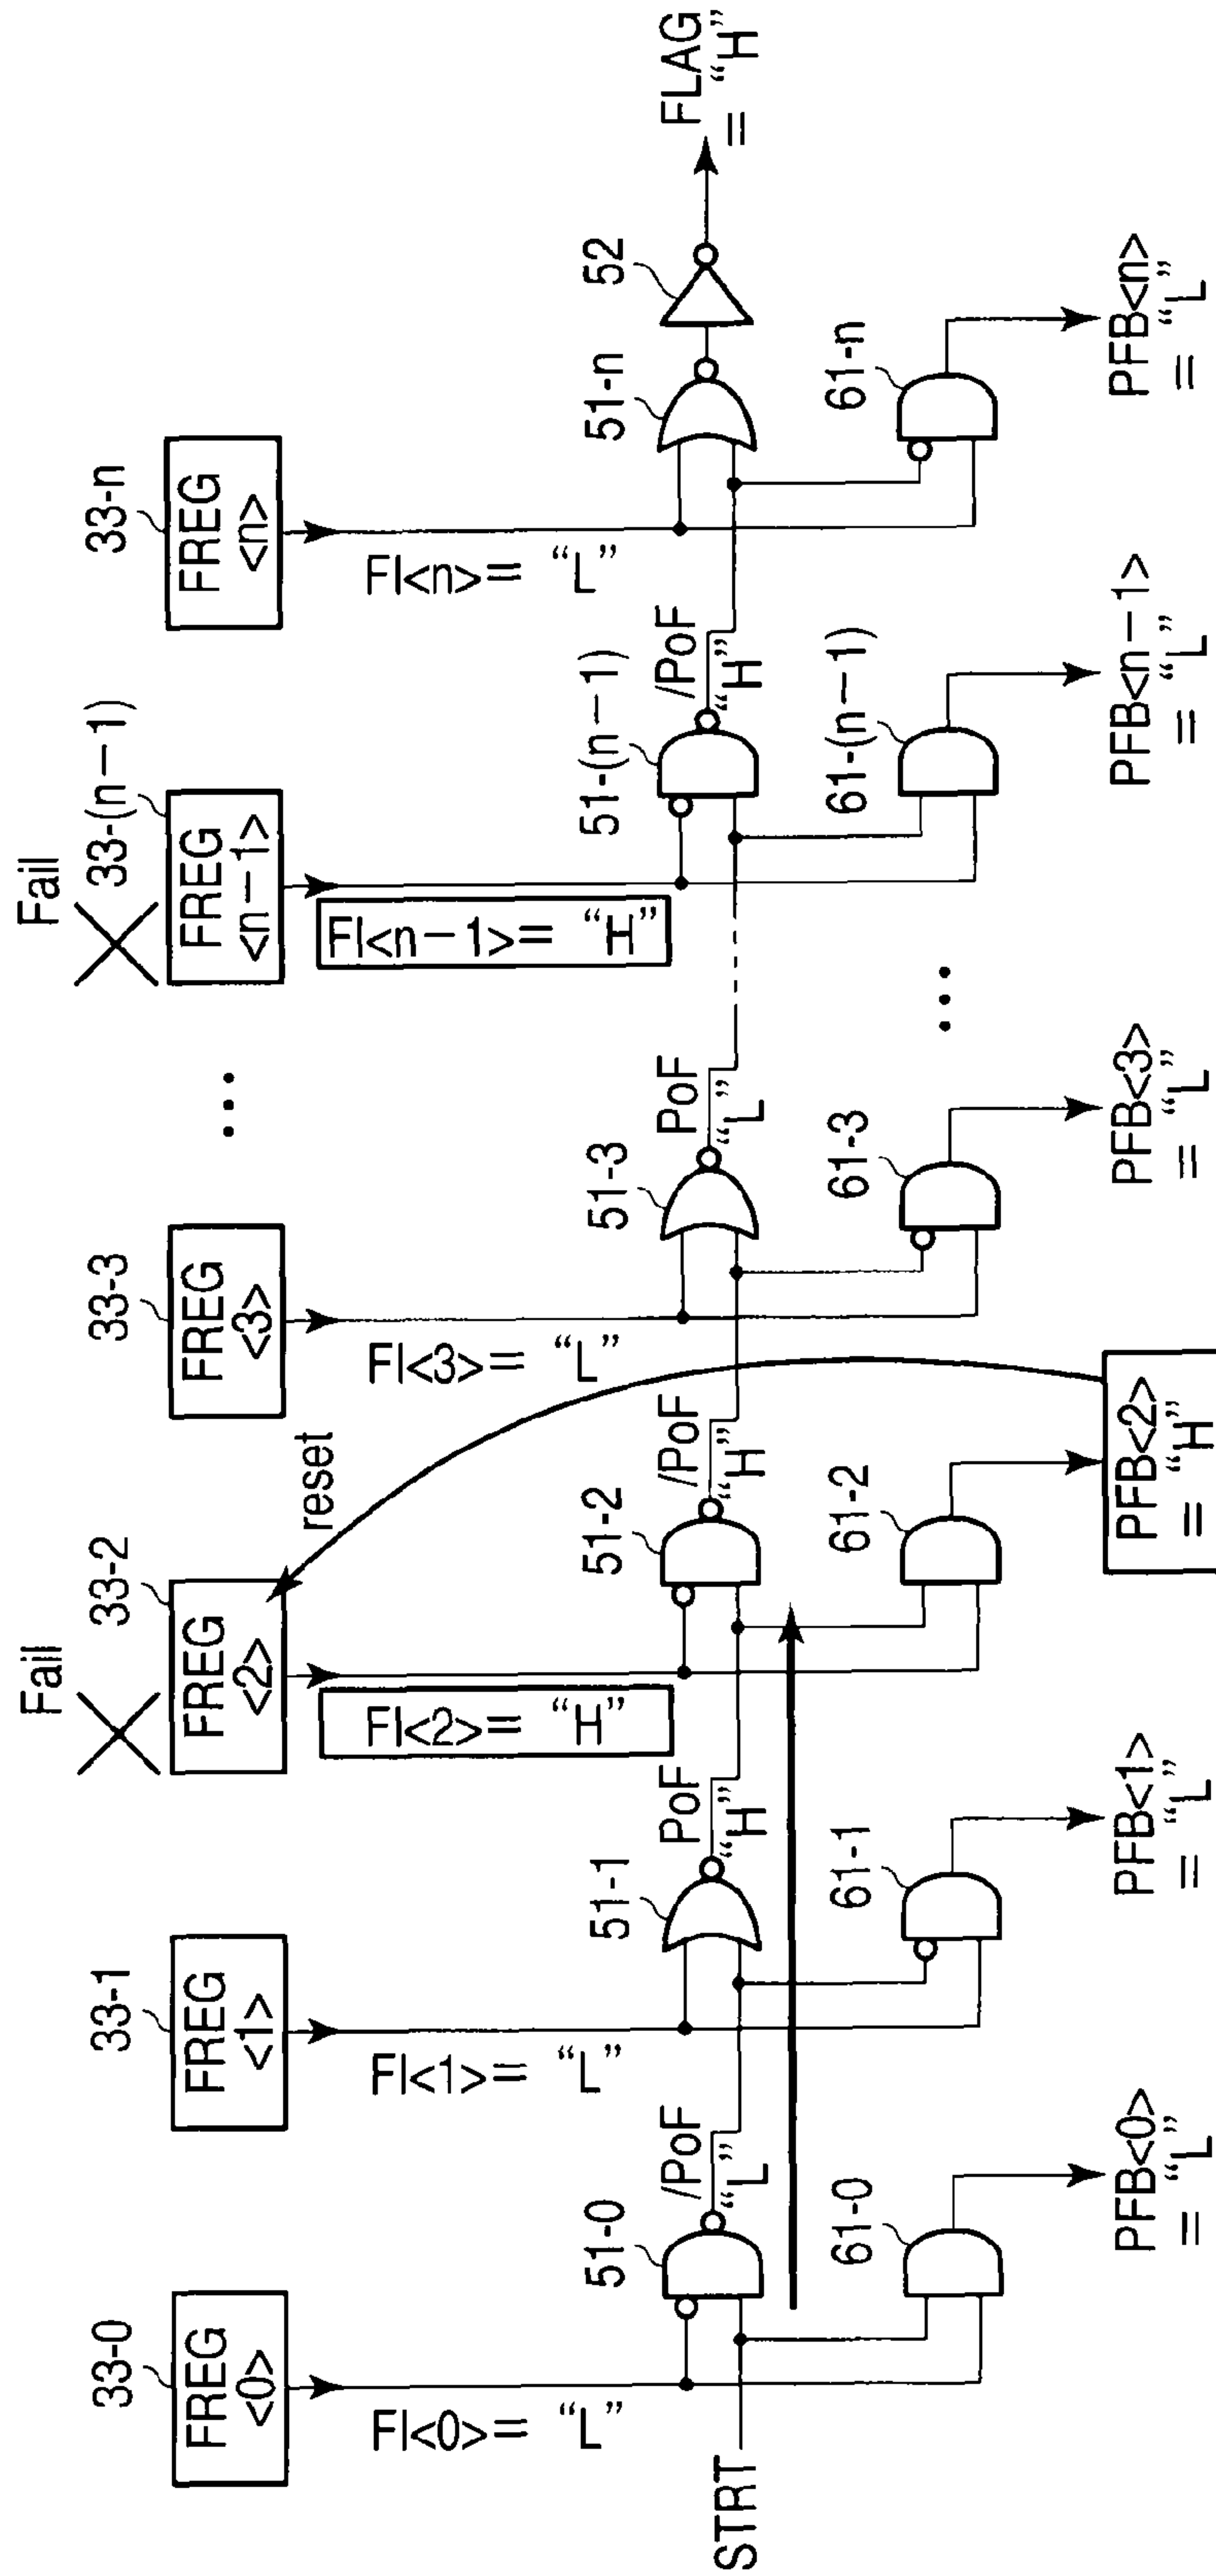 Fail
Fail
33-0
33-1
33-2
33-3
33-(n−1)
33-n
FREG
<0>
FREG
<1>
FREG
<2>
FREG
<3>
...
FREG
<n−1>
FREG
<n>
reset
FI<0>= “L”
FI<1>= “L”
FI<2>= “H”
FI<3>= “L”
FI<n−1>= “H”
FI<n>= “L”
STRT
51-0
/PoF
“L”
51-1
PoF
“H”
51-2
/PoF
“H”
51-3
PoF
“L”
51-(n−1)
/PoF
“H”
51-n
52
FLAG
= “H”
61-0
61-1
61-2
61-3
...
61-(n−1)
61-n
PFB<0>
= “L”
PFB<1>
= “L”
PFB<2>
= “H”
PFB<3>
= “L”
PFB<n−1>
= “L”
PFB<n>
= “L”